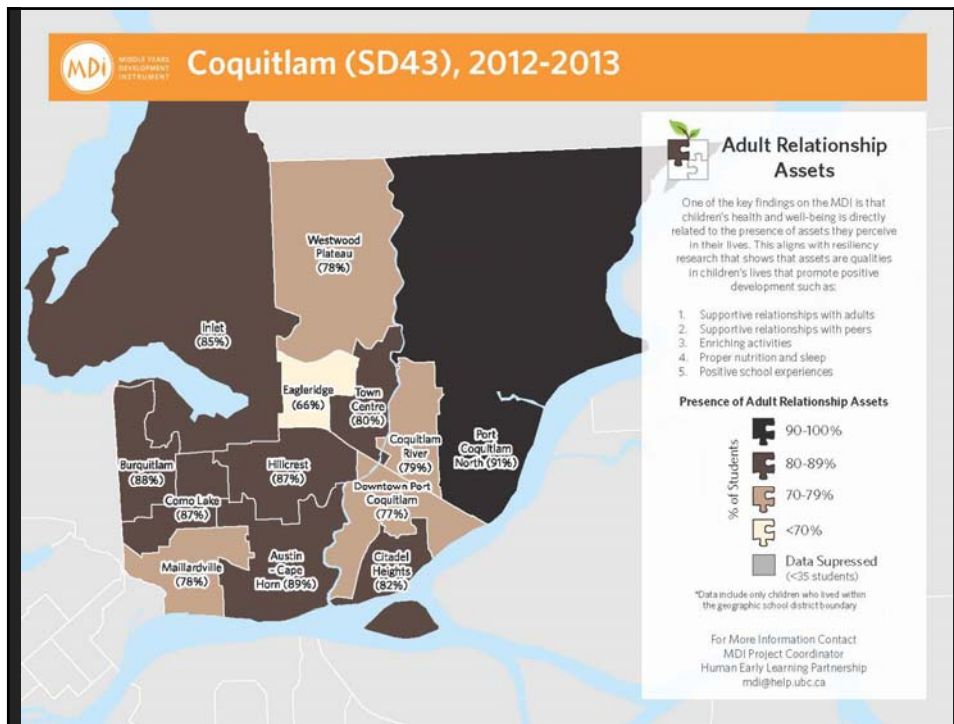 MDi
MIDDLE YEARS
DEVELOPMENT
INSTRUMENT
Coquitlam (SD43), 2012-2013
Westwood
Plateau
(78%)
Inlet
(85%)
Eagleridge
(66%)
Town
Centre
(80%)
Coquitlam
River
(79%)
Port
Coquitlam
North (91%)
Burquitlam
(88%)
Hillcrest
(87%)
Como Lake
(87%)
Downtown Port
Coquitlam
(77%)
Maillardville
(78%)
Austin
- Cape
Horn (89%)
Citadel
Heights
(82%)
Adult Relationship
Assets
One of the key findings on the MDI is that
children's health and well-being is directly
related to the presence of assets they perceive
in their lives. This aligns with resiliency
research that shows that assets are qualities
in children's lives that promote positive
development such as:
1. Supportive relationships with adults
2. Supportive relationships with peers
3. Enriching activities
4. Proper nutrition and sleep
5. Positive school experiences
Presence of Adult Relationship Assets
% of Students
90-100%
80-89%
70-79%
<70%
Data Supressed
(<35 students)
*Data include only children who lived within
the geographic school district boundary
For More Information Contact
MDI Project Coordinator
Human Early Learning Partnership
mdi@help.ubc.ca